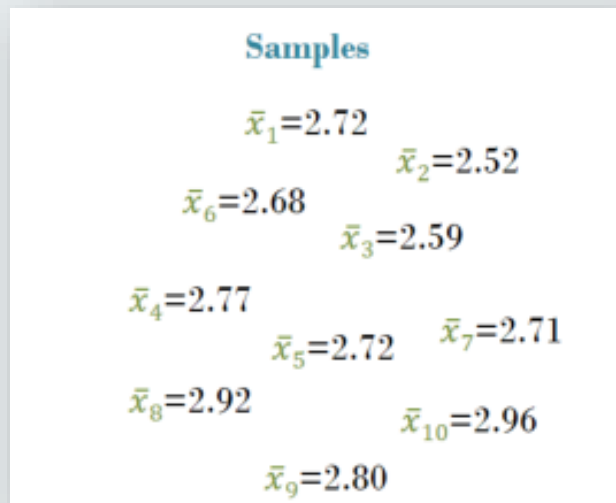 Samples
x̄₁=2.72
x̄₂=2.52
x̄₆=2.68
x̄₃=2.59
x̄₄=2.77
x̄₇=2.71
x̄₅=2.72
x̄₈=2.92
x̄₁₀=2.96
x̄₉=2.80